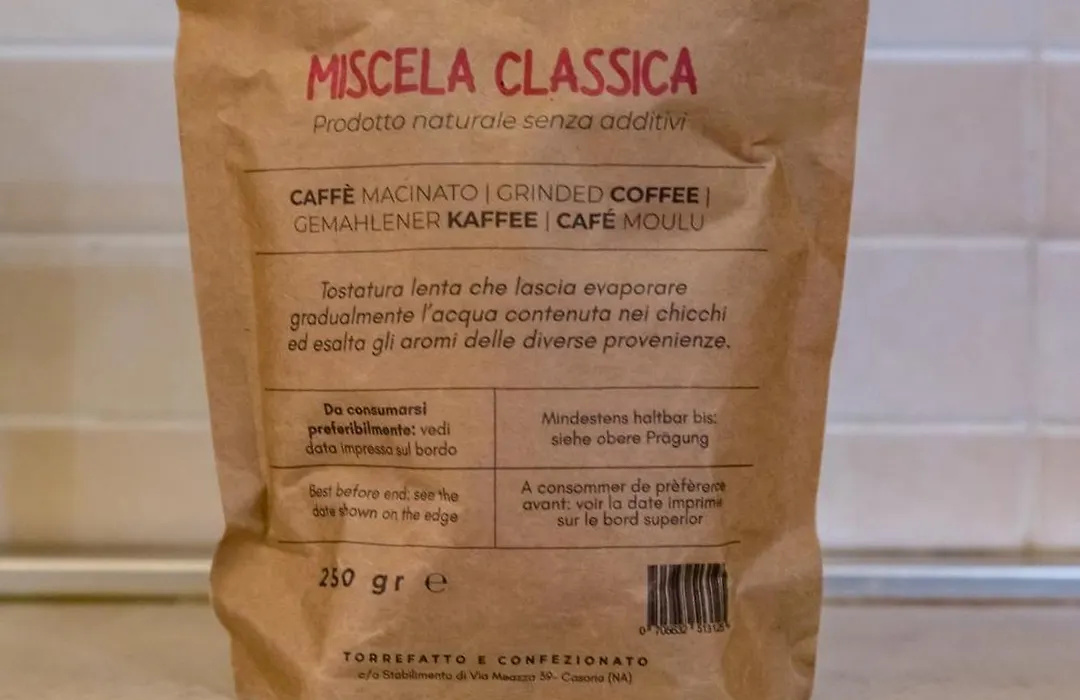 MISCELA CLASSICA
Prodotto naturale senza additivi
CAFFÈ MACINATO | GRINDED COFFEE |
GEMAHLENER KAFFEE | CAFÉ MOULU
Tostatura lenta che lascia evaporare
gradualmente l'acqua contenuta nei chicchi
ed esalta gli aromi delle diverse provenienze.
Da consumarsi
preferibilmente: vedi
data impressa sul bordo
Mindestens haltbar bis:
siehe obere Prägung
Best before end: see the
date shown on the edge
A consommer de prèfèrence
avant: voir la date imprimè
sur le bord superior
250 gr ℮
TORREFATTO E CONFEZIONATO
c/o Stabilimento di Via Meazza 39- Casoria (NA)